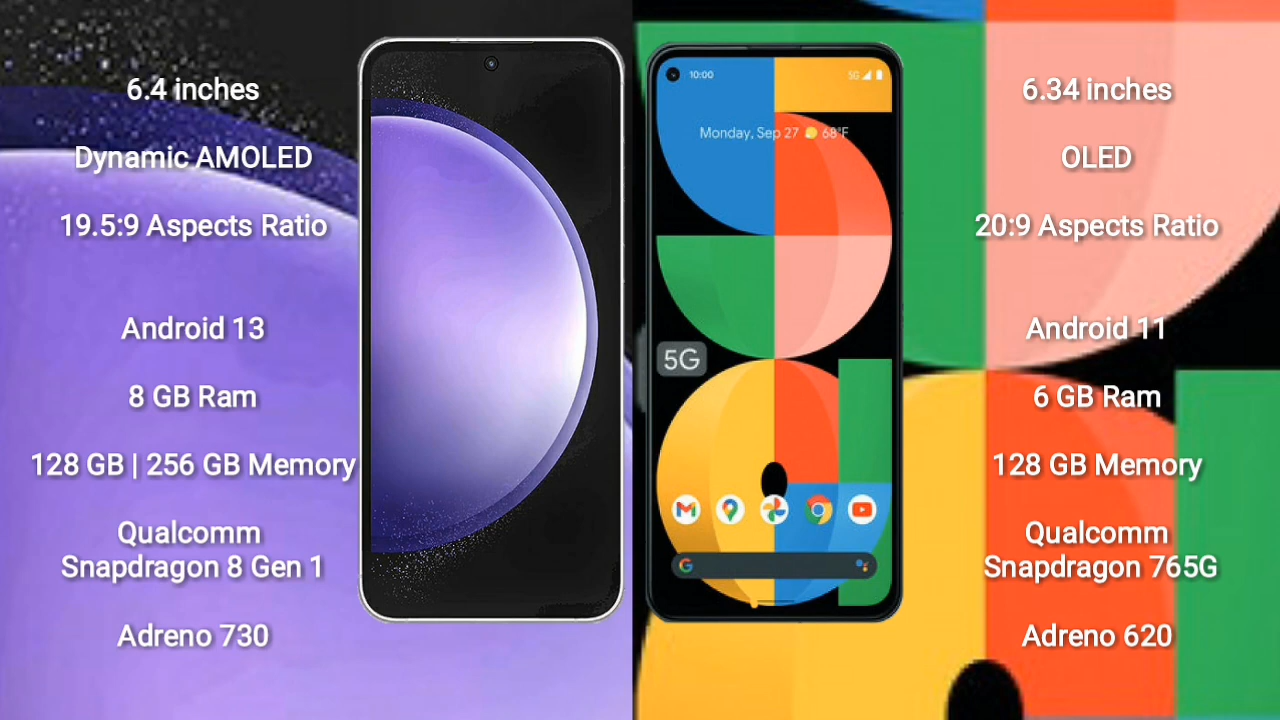 6.4 inches
Dynamic AMOLED
19.5:9 Aspects Ratio
Android 13
8 GB Ram
128 GB | 256 GB Memory
Qualcomm
Snapdragon 8 Gen 1
Adreno 730
10:00
5G
Monday, Sep 27 68°F
5G
6.34 inches
OLED
20:9 Aspects Ratio
Android 11
6 GB Ram
128 GB Memory
Qualcomm
Snapdragon 765G
Adreno 620